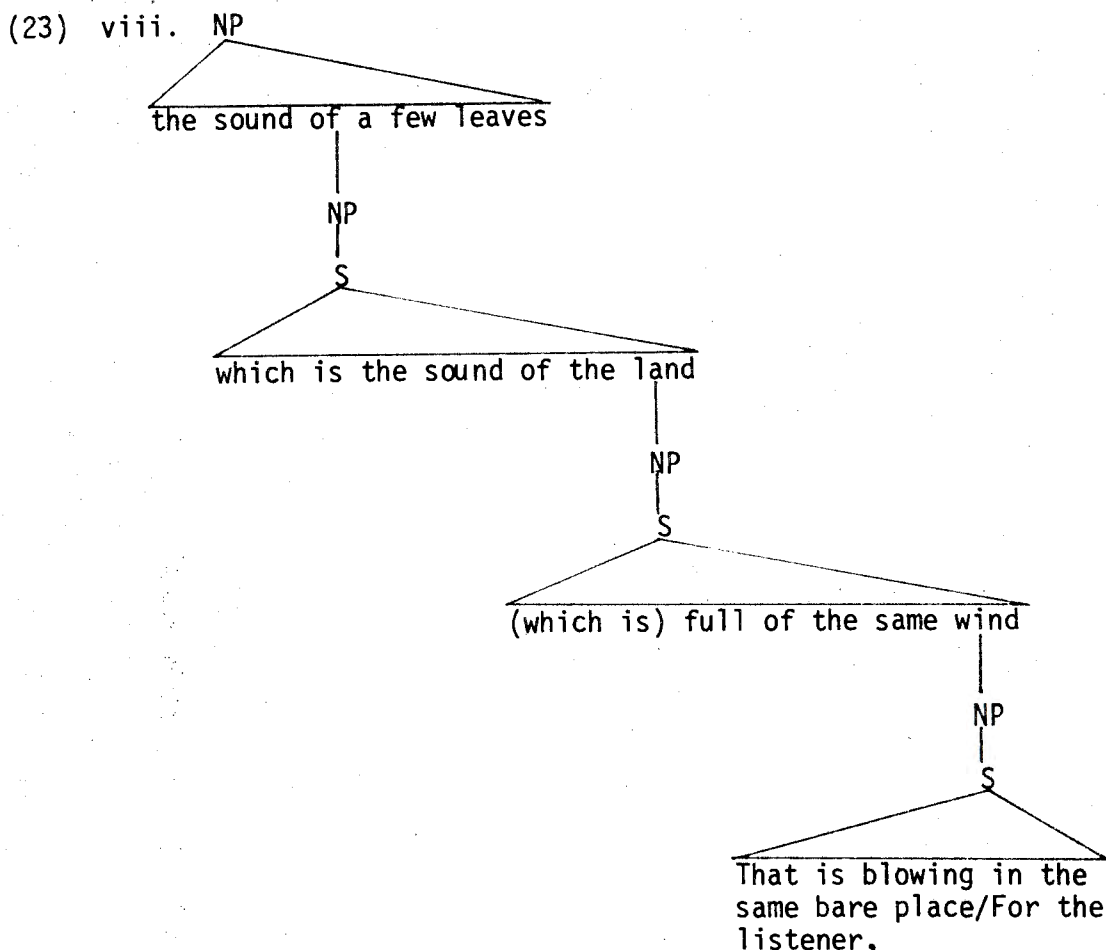 (23) viii. NP
the sound of a few leaves
NP
S
which is the sound of the land
NP
S
(which is) full of the same wind
NP
S
That is blowing in the
same bare place/For the
listener,